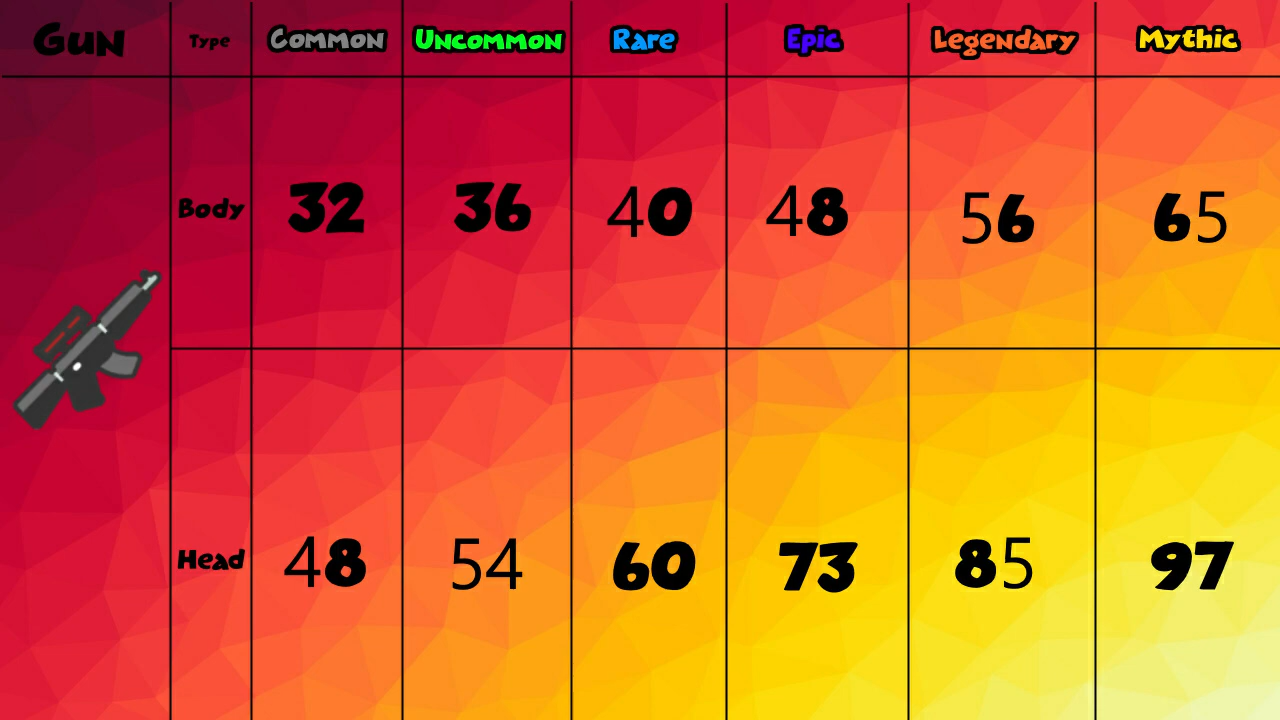 Gun Type Common Uncommon Rare Epic Legendary Mythic
Body 32 36 40 48 56 65
Head 48 54 60 73 85 97